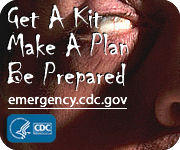 Get A Kit
Make A Plan
Be Prepared
emergency.cdc.gov
CDC